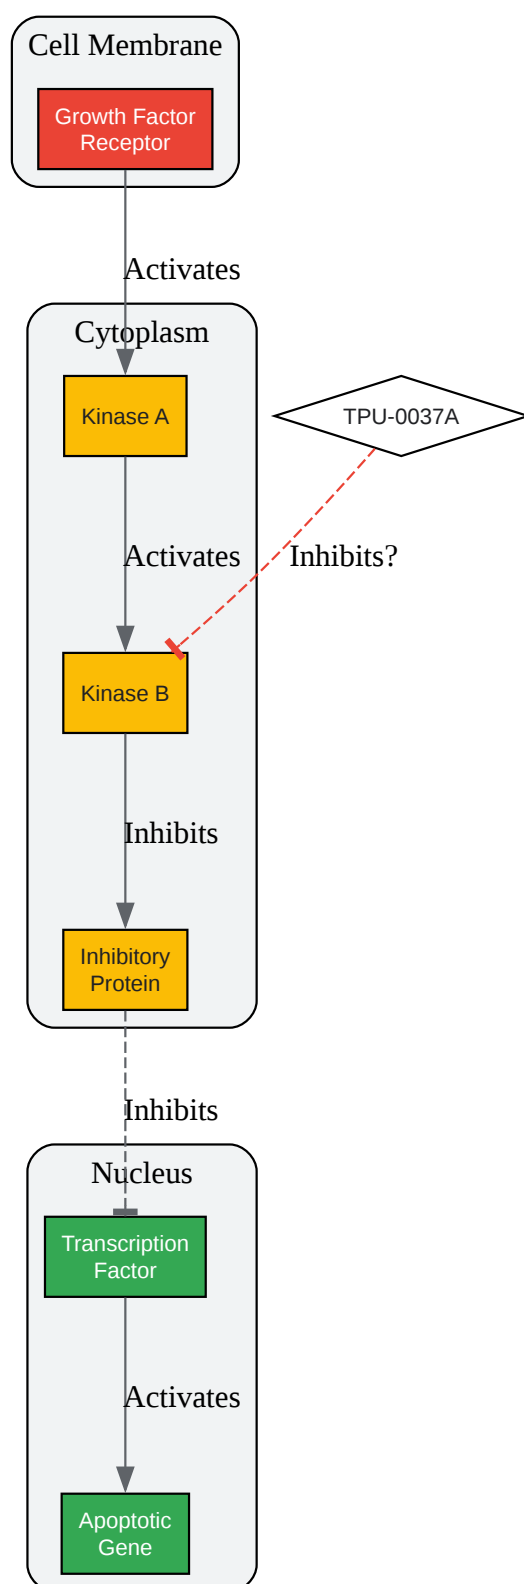 Cell Membrane
Growth Factor
Receptor
Activates
Cytoplasm
Kinase A
TPU-0037A
Activates
Inhibits?
Kinase B
Inhibits
Inhibitory
Protein
Inhibits
Nucleus
Transcription
Factor
Activates
Apoptotic
Gene